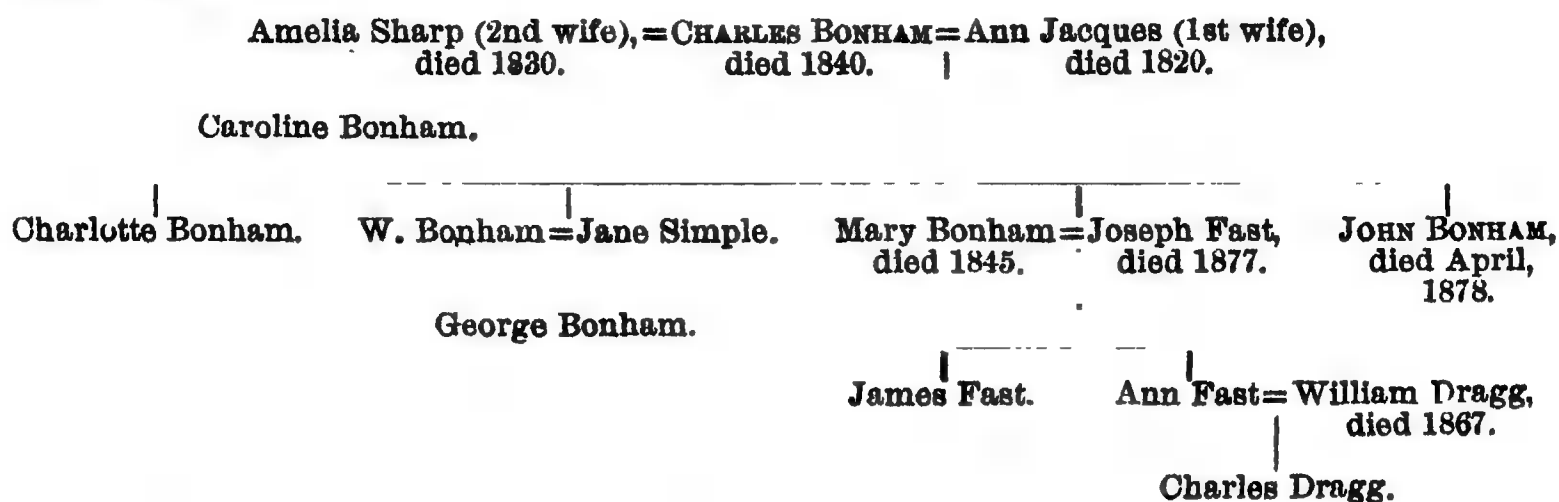 Amelia Sharp (2nd wife),=CHARLES BONHAM=Ann Jacques (1st wife),
died 1830. died 1840. died 1820.
Caroline Bonham.
Charlotte Bonham. W. Bonham=Jane Simple. Mary Bonham=Joseph Fast, JOHN BONHAM,
died 1845. died 1877. died April,
1878.
George Bonham.
James Fast. Ann Fast=William Dragg,
died 1867.
Charles Dragg.